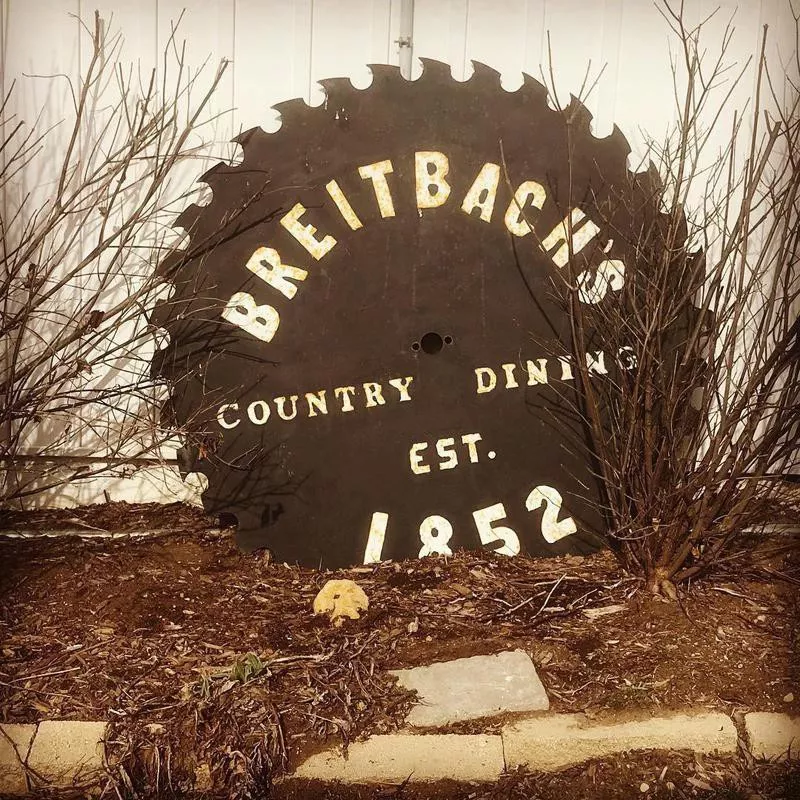 BREITBACH'S
COUNTRY DINING
EST.
1852